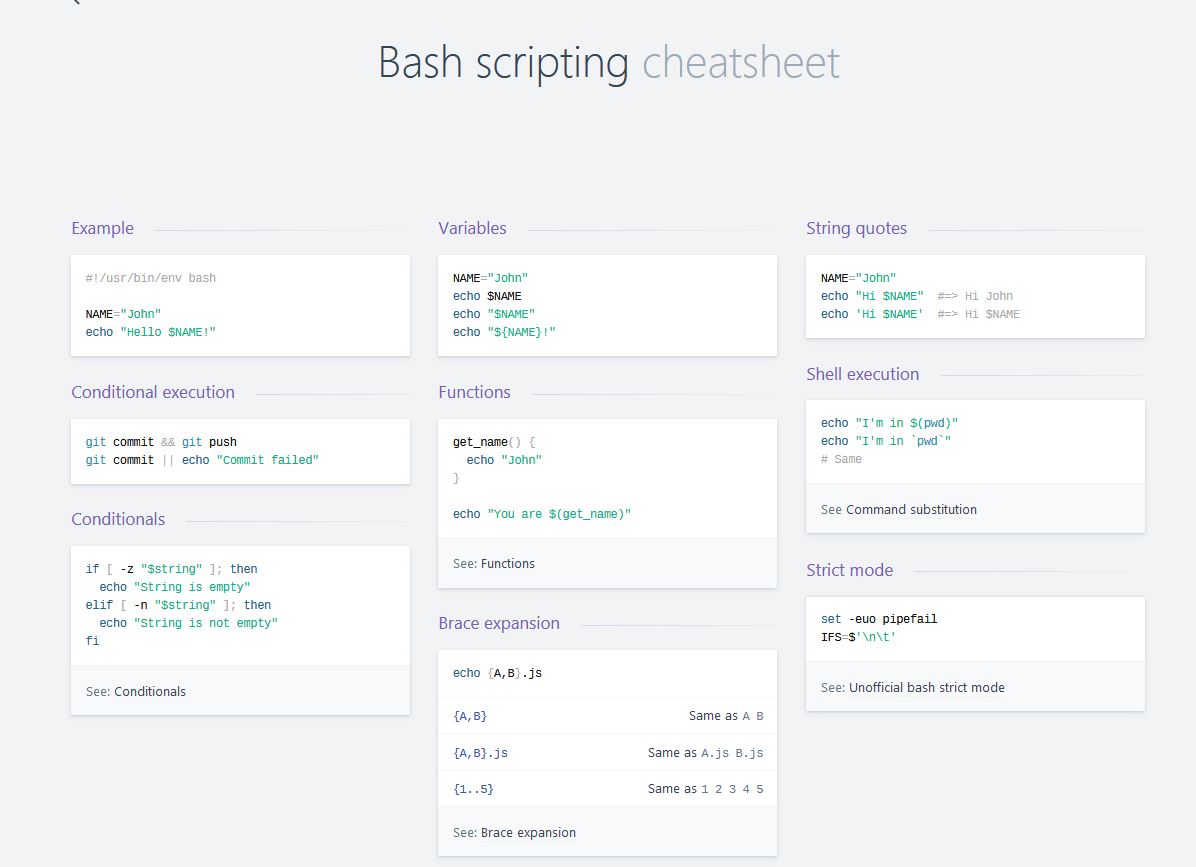 Bash scripting cheatsheet
Example
#!/usr/bin/env bash
NAME="John"
echo "Hello $NAME!"
Conditional execution
git commit && git push
git commit || echo "Commit failed"
Conditionals
if [ -z "$string" ]; then
  echo "String is empty"
elif [ -n "$string" ]; then
  echo "String is not empty"
fi
See: Conditionals
Variables
NAME="John"
echo $NAME
echo "$NAME"
echo "${NAME}!"
Functions
get_name() {
  echo "John"
}
echo "You are $(get_name)"
See: Functions
Brace expansion
echo {A,B}.js
{A,B} Same as A B
{A,B}.js Same as A.js B.js
{1..5} Same as 1 2 3 4 5
See: Brace expansion
String quotes
NAME="John"
echo "Hi $NAME"  #=> Hi John
echo 'Hi $NAME'  #=> Hi $NAME
Shell execution
echo "I'm in $(pwd)"
echo "I'm in `pwd`"
# Same
See Command substitution
Strict mode
set -euo pipefail
IFS=$'\n\t'
See: Unofficial bash strict mode